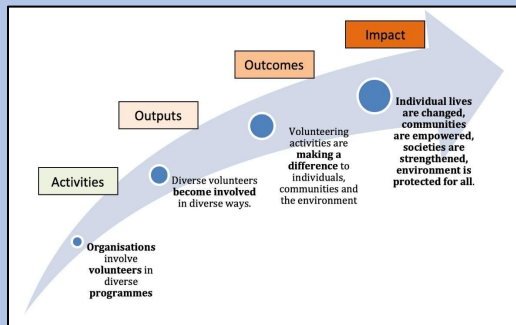 Impact
Outcomes
Outputs
Activities
Organisations
involve
volunteers in
diverse
programmes
Diverse volunteers
become involved
in diverse ways.
Volunteering
activities are
making a
difference to
individuals,
communities and
the environment
Individual lives
are changed,
communities
are empowered,
societies are
strengthened,
environment is
protected for all.